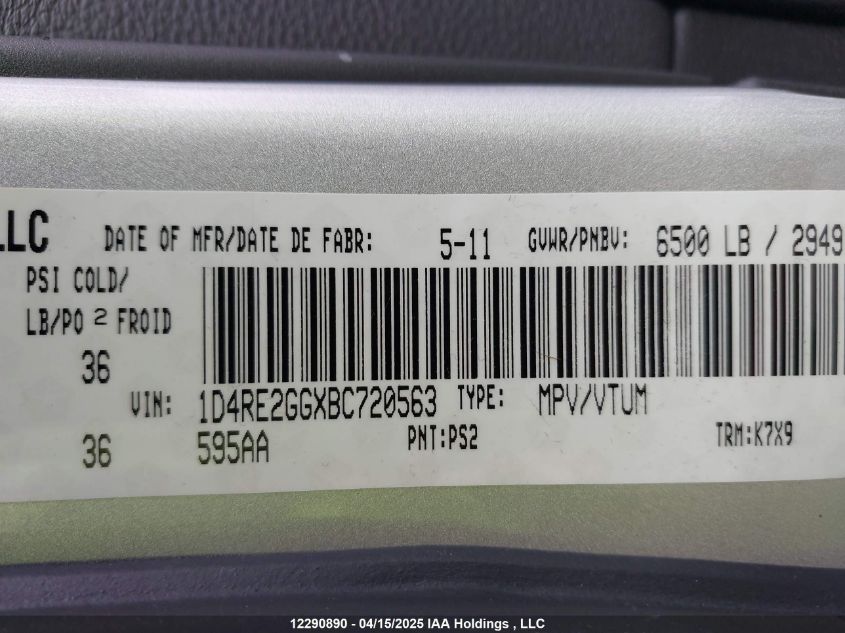 LLC DATE OF MFR/DATE DE FABR: 5-11 GVWR/PNBV: 6500 LB / 2949
PSI COLD/
LB/PO 2 FROID
36
VIN: 1D4RE2GGXBC720563 TYPE: MPV/VTUM
36 595AA PNT:PS2 TRM:K7X9
12290890 - 04/15/2025 IAA Holdings , LLC